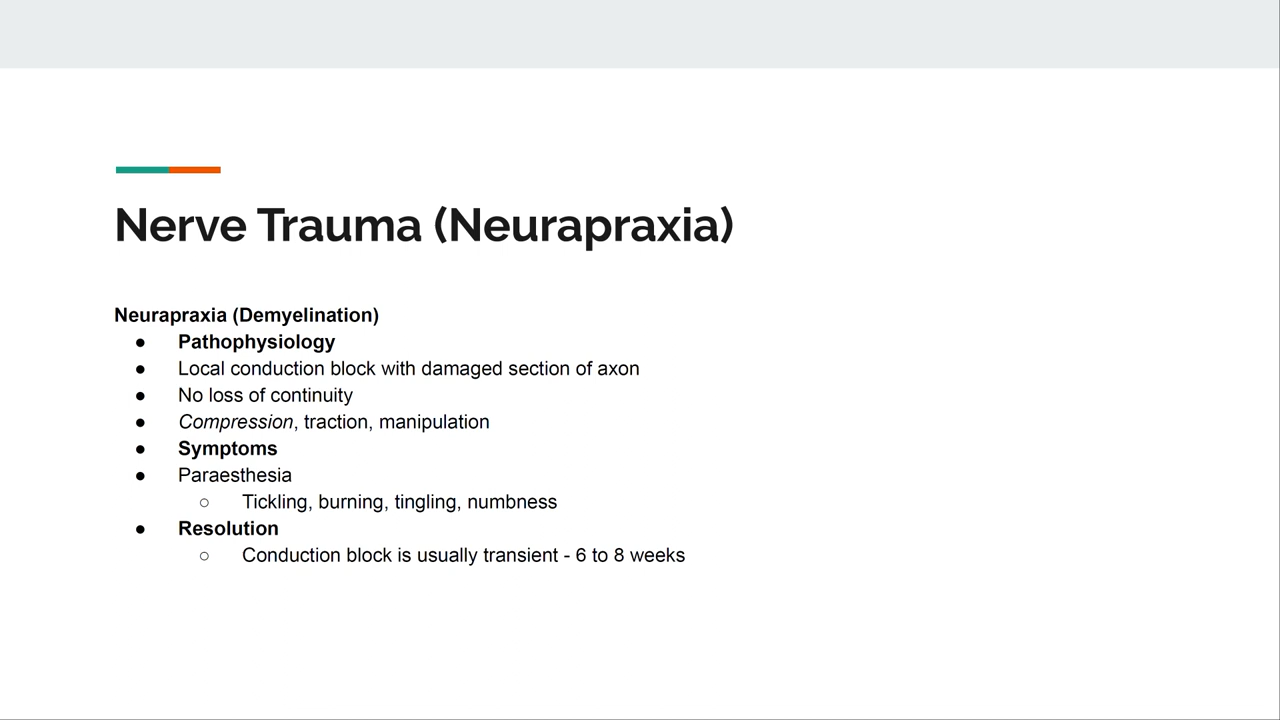 Nerve Trauma (Neurapraxia)
Neurapraxia (Demyelination)
● Pathophysiology
● Local conduction block with damaged section of axon
● No loss of continuity
● Compression, traction, manipulation
● Symptoms
● Paraesthesia
○ Tickling, burning, tingling, numbness
● Resolution
○ Conduction block is usually transient - 6 to 8 weeks